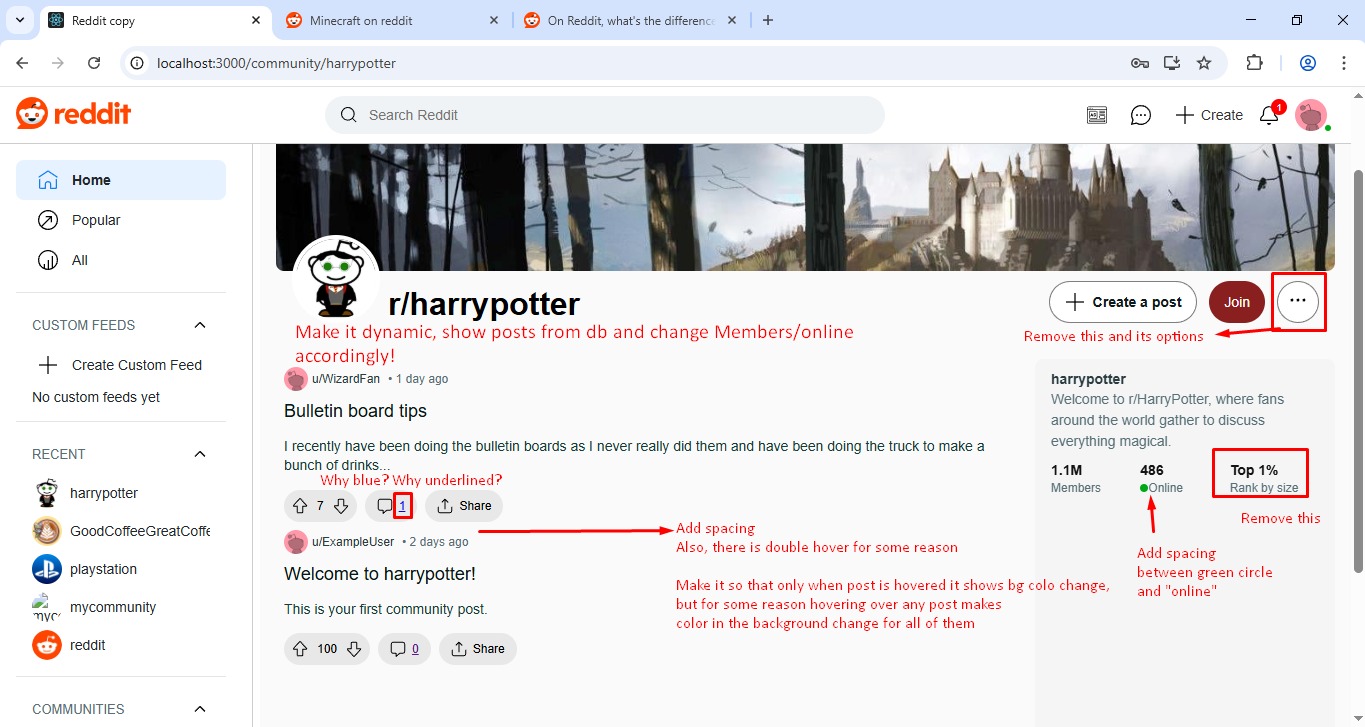 Reddit copy
Minecraft on reddit
On Reddit, what's the difference
localhost:3000/community/harrypotter
reddit
Search Reddit
Create
1
Home
Popular
All
CUSTOM FEEDS
Create Custom Feed
No custom feeds yet
RECENT
harrypotter
GoodCoffeeGreatCoffe
playstation
mycommunity
reddit
COMMUNITIES
r/harrypotter
Create a post
Join
Make it dynamic, show posts from db and change Members/online
accordingly!
Remove this and its options
u/WizardFan • 1 day ago
Bulletin board tips
I recently have been doing the bulletin boards as I never really did them and have been doing the truck to make a
bunch of drinks...
Why blue? Why underlined?
7
1
Share
u/ExampleUser • 2 days ago
Welcome to harrypotter!
This is your first community post.
100
0
Share
Add spacing
Also, there is double hover for some reason
Make it so that only when post is hovered it shows bg colo change,
but for some reason hovering over any post makes
color in the background change for all of them
harrypotter
Welcome to r/HarryPotter, where fans
around the world gather to discuss
everything magical.
1.1M
Members
486
Online
Top 1%
Rank by size
Remove this
Add spacing
between green circle
and "online"